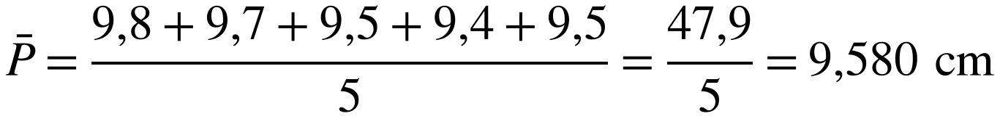 P̄ = (9,8 + 9,7 + 9,5 + 9,4 + 9,5) / 5 = 47,9 / 5 = 9,580 cm